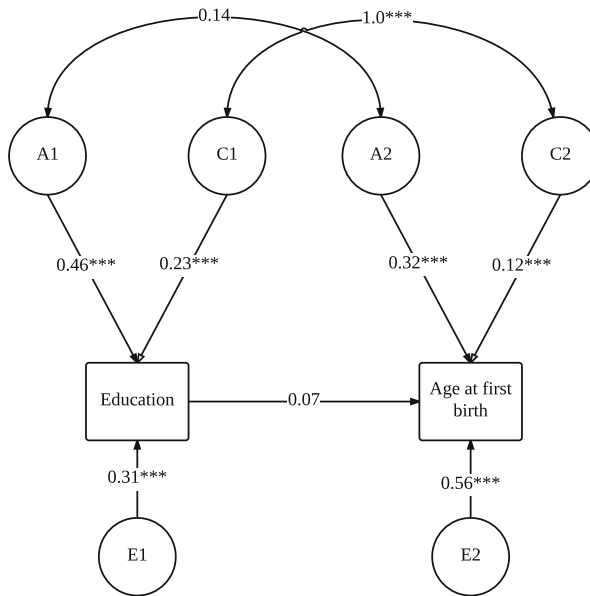 0.14
1.0***
A1
C1
A2
C2
0.46***
0.23***
0.32***
0.12***
Education
0.07
Age at first
birth
0.31***
0.56***
E1
E2